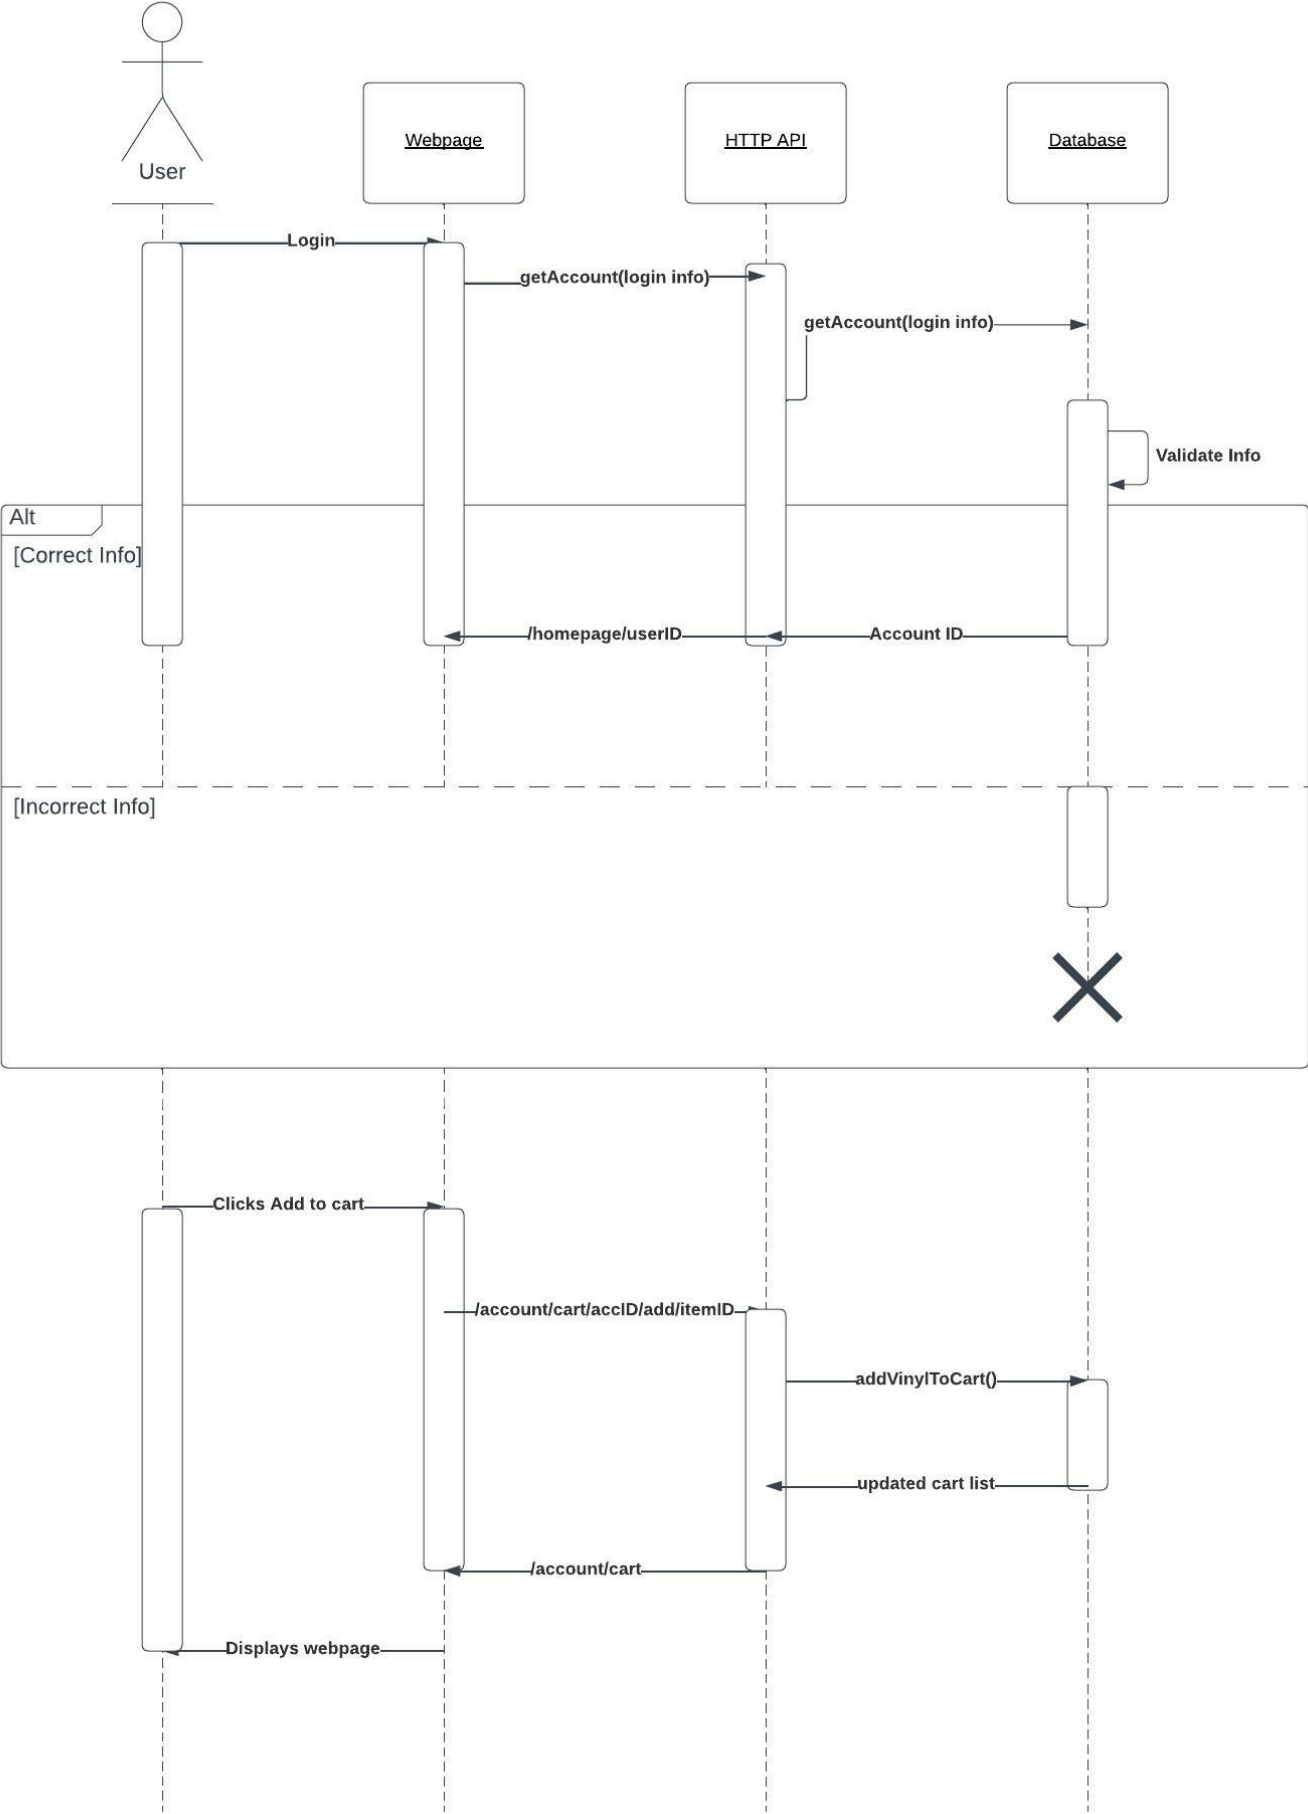 User
Webpage
HTTP API
Database
Login
getAccount(login info)
getAccount(login info)
Validate Info
Alt
[Correct Info]
/homepage/userID
Account ID
[Incorrect Info]
Clicks Add to cart
/account/cart/accID/add/itemID
addVinylToCart()
updated cart list
/account/cart
Displays webpage